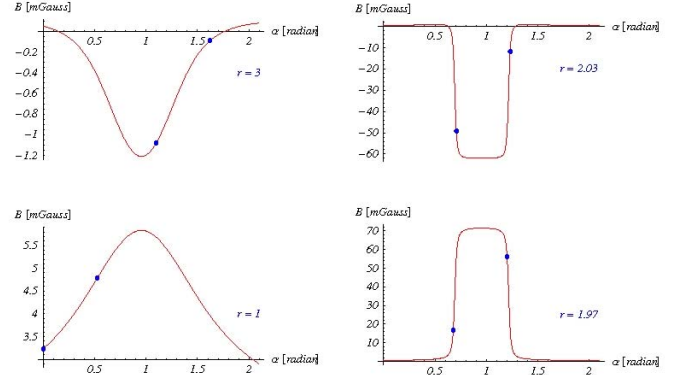 B [mGauss]
0.5 1 1.5 2 α [radian]
−0.2
−0.4
−0.6
−0.8
−1
−1.2
r = 3
B [mGauss]
0.5 1 1.5 2 α [radian]
−10
−20
−30
−40
−50
−60
r = 2.03
B [mGauss]
5.5
5
4.5
4
3.5
r = 1
0.5 1 1.5 2 α [radian]
B [mGauss]
70
60
50
40
30
20
10
r = 1.97
0.5 1 1.5 2 α [radian]